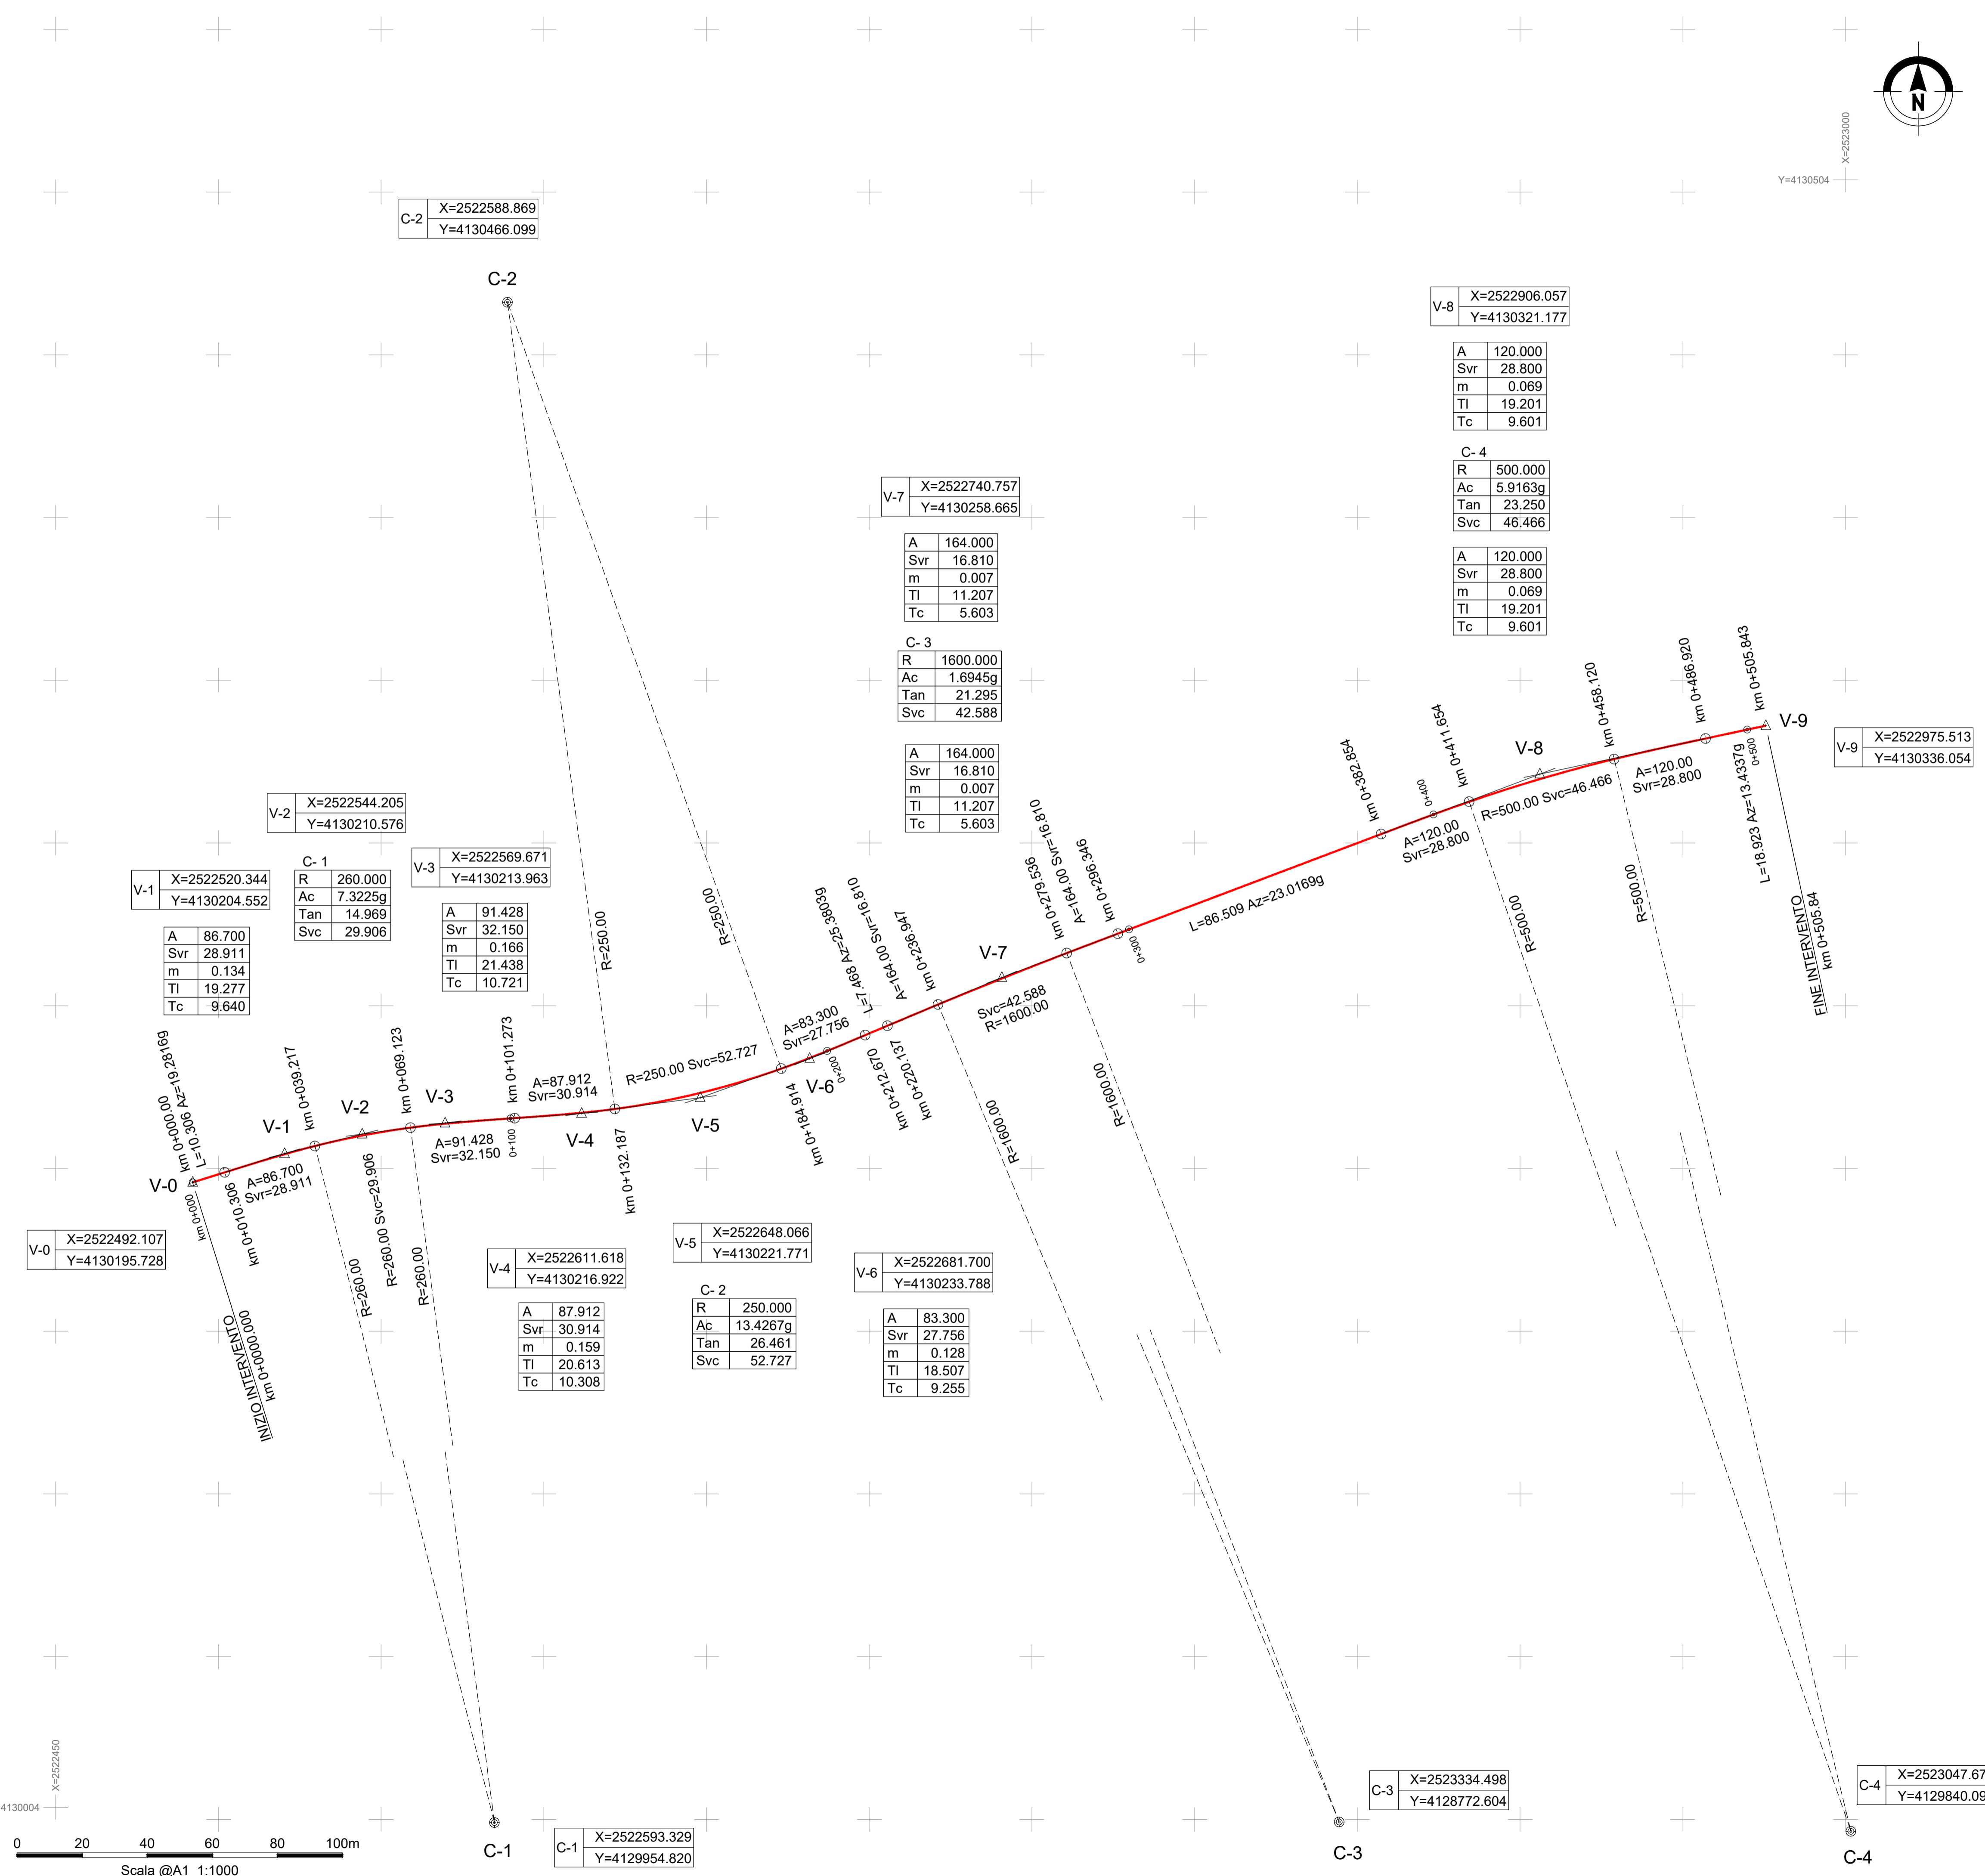 N
X=2523000
Y=4130504
C-2
X=2522588.869
Y=4130466.099
C-2
V-8
X=2522906.057
Y=4130321.177
A 120.000
Svr 28.800
m 0.069
Tl 19.201
Tc 9.601
C- 4
R 500.000
Ac 5.9163g
Tan 23.250
Svc 46.466
A 120.000
Svr 28.800
m 0.069
Tl 19.201
Tc 9.601
V-7
X=2522740.757
Y=4130258.665
A 164.000
Svr 16.810
m 0.007
Tl 11.207
Tc 5.603
C- 3
R 1600.000
Ac 1.6945g
Tan 21.295
Svc 42.588
A 164.000
Svr 16.810
m 0.007
Tl 11.207
Tc 5.603
V-9
X=2522975.513
Y=4130336.054
V-2
X=2522544.205
Y=4130210.576
C- 1
R 260.000
Ac 7.3225g
Tan 14.969
Svc 29.906
V-3
X=2522569.671
Y=4130213.963
A 91.428
Svr 32.150
m 0.166
Tl 21.438
Tc 10.721
V-1
X=2522520.344
Y=4130204.552
A 86.700
Svr 28.911
m 0.134
Tl 19.277
Tc 9.640
km 0+000.00
L=10.306 Az=19.2816g
V-0
km 0+000
km 0+010.306
V-1
A=86.700
Svr=28.911
km 0+039.217
V-2
R=260.00 Svc=29.906
km 0+069.123
V-3
A=91.428
Svr=32.150
km 0+101.273
0+100
A=87.912
Svr=30.914
V-4
km 0+132.187
R=250.00
R=250.00 Svc=52.727
V-5
R=250.00
km 0+184.914
A=83.300
Svr=27.756
V-6
0+200
km 0+212.670
L=7.468 Az=25.3803g
km 0+220.137
A=164.00 Svr=16.810
km 0+236.947
V-7
Svc=42.588
R=1600.00
km 0+279.536
A=164.00 Svr=16.810
km 0+296.346
0+300
L=86.509 Az=23.0169g
km 0+382.854
0+400
A=120.00
Svr=28.800
km 0+411.654
V-8
R=500.00 Svc=46.466
km 0+458.120
A=120.00
Svr=28.800
km 0+486.920
L=18.923 Az=13.4337g
0+500
km 0+505.843
V-9
FINE INTERVENTO
km 0+505.84
R=260.00
R=260.00
R=1600.00
R=1600.00
R=500.00
R=500.00
INIZIO INTERVENTO
km 0+0000.000
V-0
X=2522492.107
Y=4130195.728
V-4
X=2522611.618
Y=4130216.922
A 87.912
Svr 30.914
m 0.159
Tl 20.613
Tc 10.308
V-5
X=2522648.066
Y=4130221.771
C- 2
R 250.000
Ac 13.4267g
Tan 26.461
Svc 52.727
V-6
X=2522681.700
Y=4130233.788
A 83.300
Svr 27.756
m 0.128
Tl 18.507
Tc 9.255
X=2522450
4130004
0 20 40 60 80 100m
Scala @A1 1:1000
C-1
C-1
X=2522593.329
Y=4129954.820
C-3
C-3
X=2523334.498
Y=4128772.604
C-4
C-4
X=2523047.67
Y=4129840.09